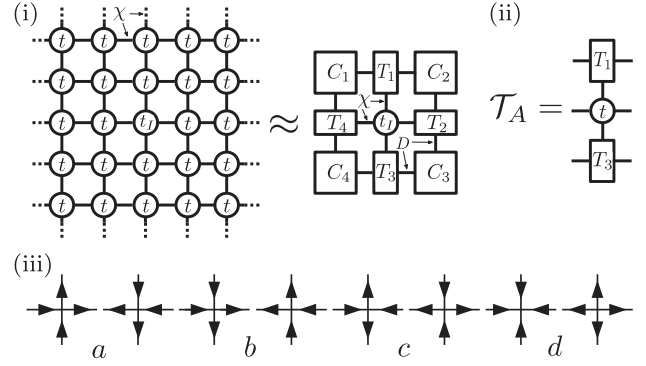 (i)
χ
t t t t t
t t t t t
t t t_I t t
t t t t t
t t t t t
≈
C_1 T_1 C_2
χ
T_4 t_I T_2
D
C_4 T_3 C_3
(ii)
T_1
𝒯_A = t
T_3
(iii)
a b c d